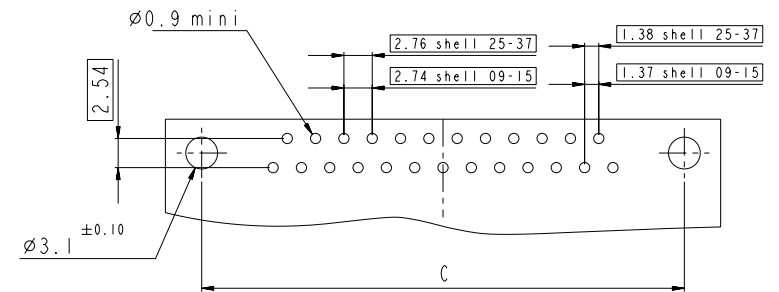 Ø0.9 mini
2.76 shell 25-37
1.38 shell 25-37
2.74 shell 09-15
1.37 shell 09-15
2.54
Ø3.1 ±0.10
C